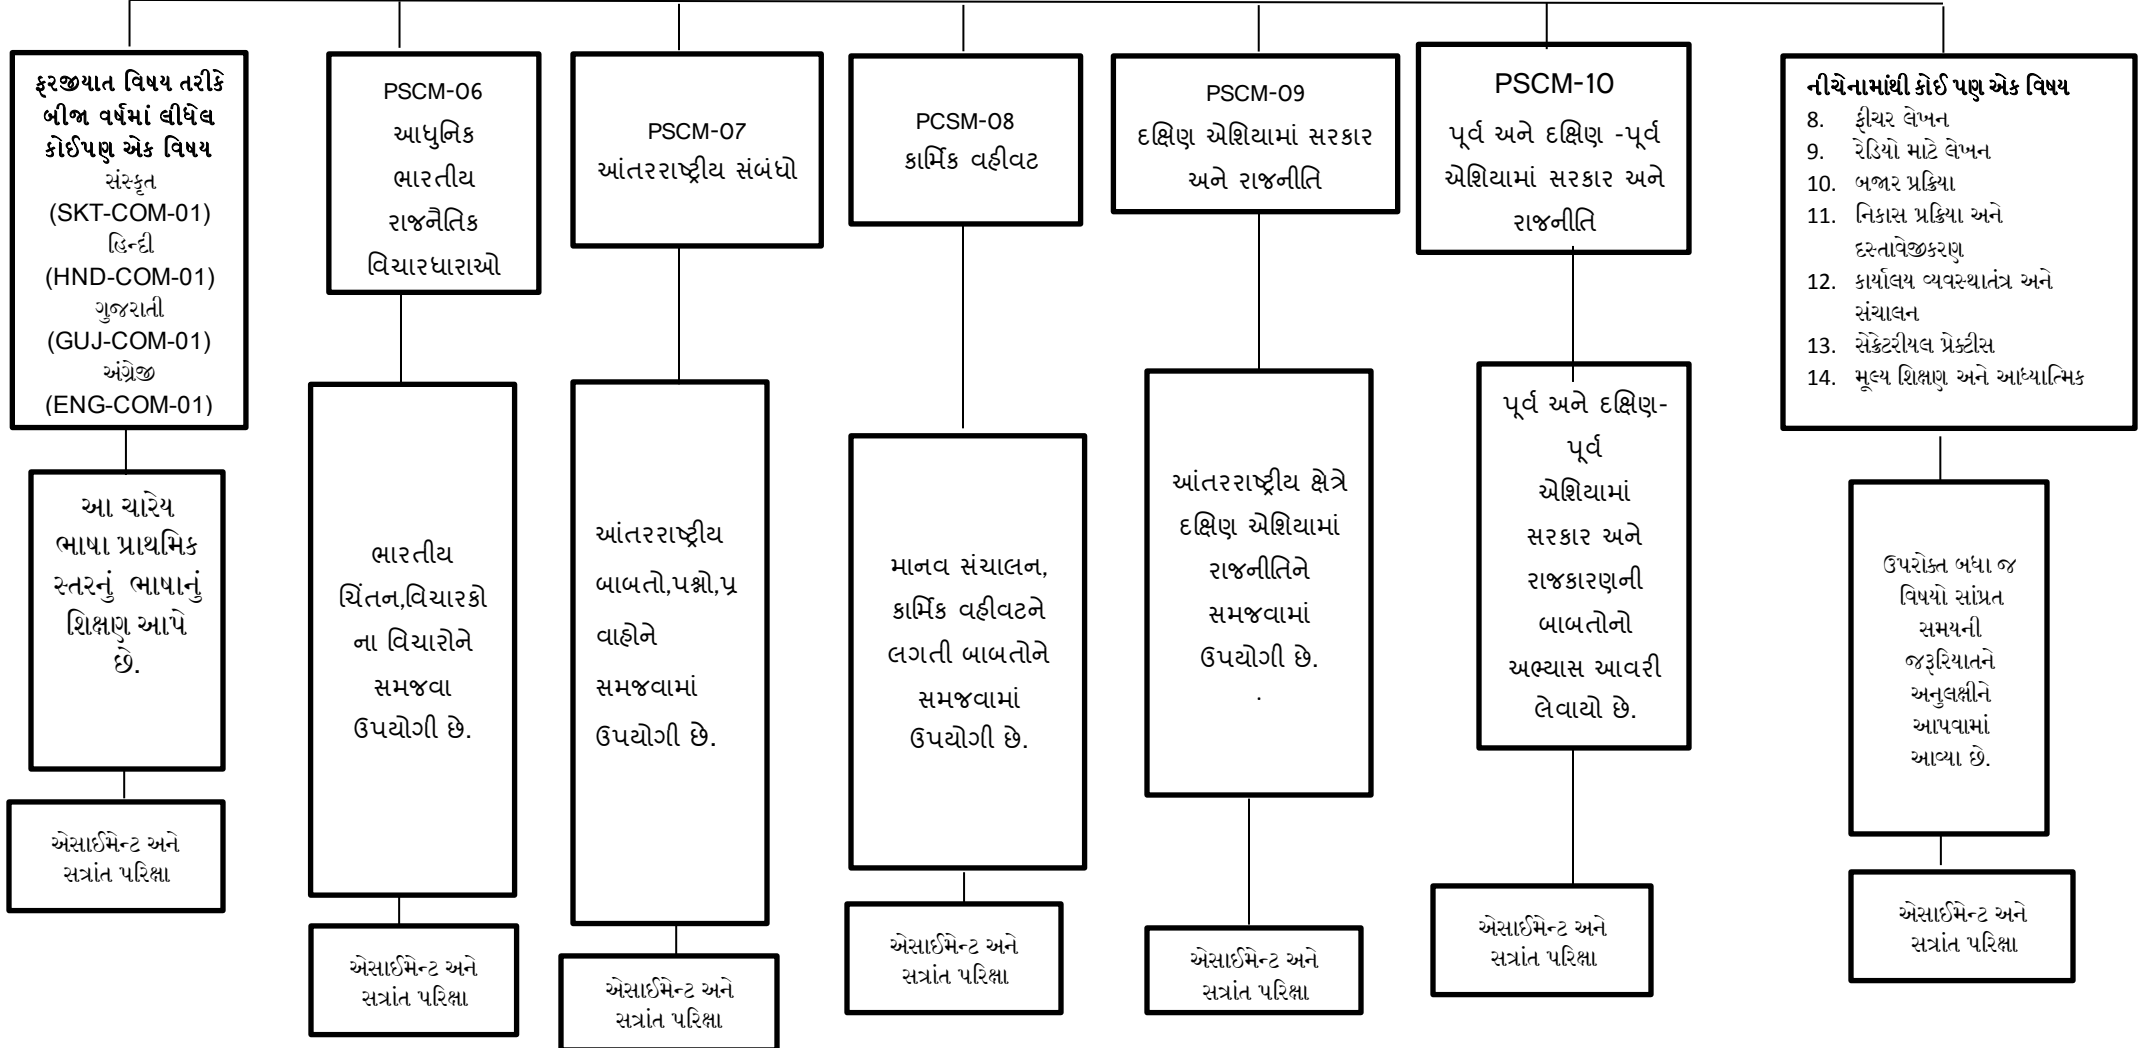 ફરજીયાત વિષય તરીકે
બીજા વર્ષમાં લીધેલ
કોઈપણ એક વિષય
સંસ્કૃત
(SKT-COM-01)
હિન્દી
(HND-COM-01)
ગુજરાતી
(GUJ-COM-01)
અંગ્રેજી
(ENG-COM-01)
આ ચારેય
ભાષા પ્રાથમિક
સ્તરનું ભાષાનું
શિક્ષણ આપે
છે.
એસાઈમેન્ટ અને
સત્રાંત પરિક્ષા
PSCM-06
આધુનિક
ભારતીય
રાજનૈતિક
વિચારધારાઓ
ભારતીય
ચિંતન,વિચારકો
ના વિચારોને
સમજવા
ઉપયોગી છે.
એસાઈમેન્ટ અને
સત્રાંત પરિક્ષા
PSCM-07
આંતરરાષ્ટ્રીય સંબંધો
આંતરરાષ્ટ્રીય
બાબતો,પશ્નો,પ્ર
વાહોને
સમજવામાં
ઉપયોગી છે.
એસાઈમેન્ટ અને
સત્રાંત પરિક્ષા
PCSM-08
કાર્મિક વહીવટ
માનવ સંચાલન,
કાર્મિક વહીવટને
લગતી બાબતોને
સમજવામાં
ઉપયોગી છે.
એસાઈમેન્ટ અને
સત્રાંત પરિક્ષા
PSCM-09
દક્ષિણ એશિયામાં સરકાર
અને રાજનીતિ
આંતરરાષ્ટ્રીય ક્ષેત્રે
દક્ષિણ એશિયામાં
રાજનીતિને
સમજવામાં
ઉપયોગી છે.
.
એસાઈમેન્ટ અને
સત્રાંત પરિક્ષા
PSCM-10
પૂર્વ અને દક્ષિણ -પૂર્વ
એશિયામાં સરકાર અને
રાજનીતિ
પૂર્વ અને દક્ષિણ-
પૂર્વ
એશિયામાં
સરકાર અને
રાજકારણની
બાબતોનો
અભ્યાસ આવરી
લેવાયો છે.
એસાઈમેન્ટ અને
સત્રાંત પરિક્ષા
નીચેનામાંથી કોઈ પણ એક વિષય
8. ફીચર લેખન
9. રેડિયો માટે લેખન
10. બજાર પ્રક્રિયા
11. નિકાસ પ્રક્રિયા અને
દસ્તાવેજીકરણ
12. કાર્યાલય વ્યવસ્થાતંત્ર અને
સંચાલન
13. સેક્રેટરીયલ પ્રેક્ટીસ
14. મૂલ્ય શિક્ષણ અને આધ્યાત્મિક
ઉપરોક્ત બધા જ
વિષયો સાંપ્રત
સમયની
જરૂરિયાતને
અનુલક્ષીને
આપવામાં
આવ્યા છે.
એસાઈમેન્ટ અને
સત્રાંત પરિક્ષા